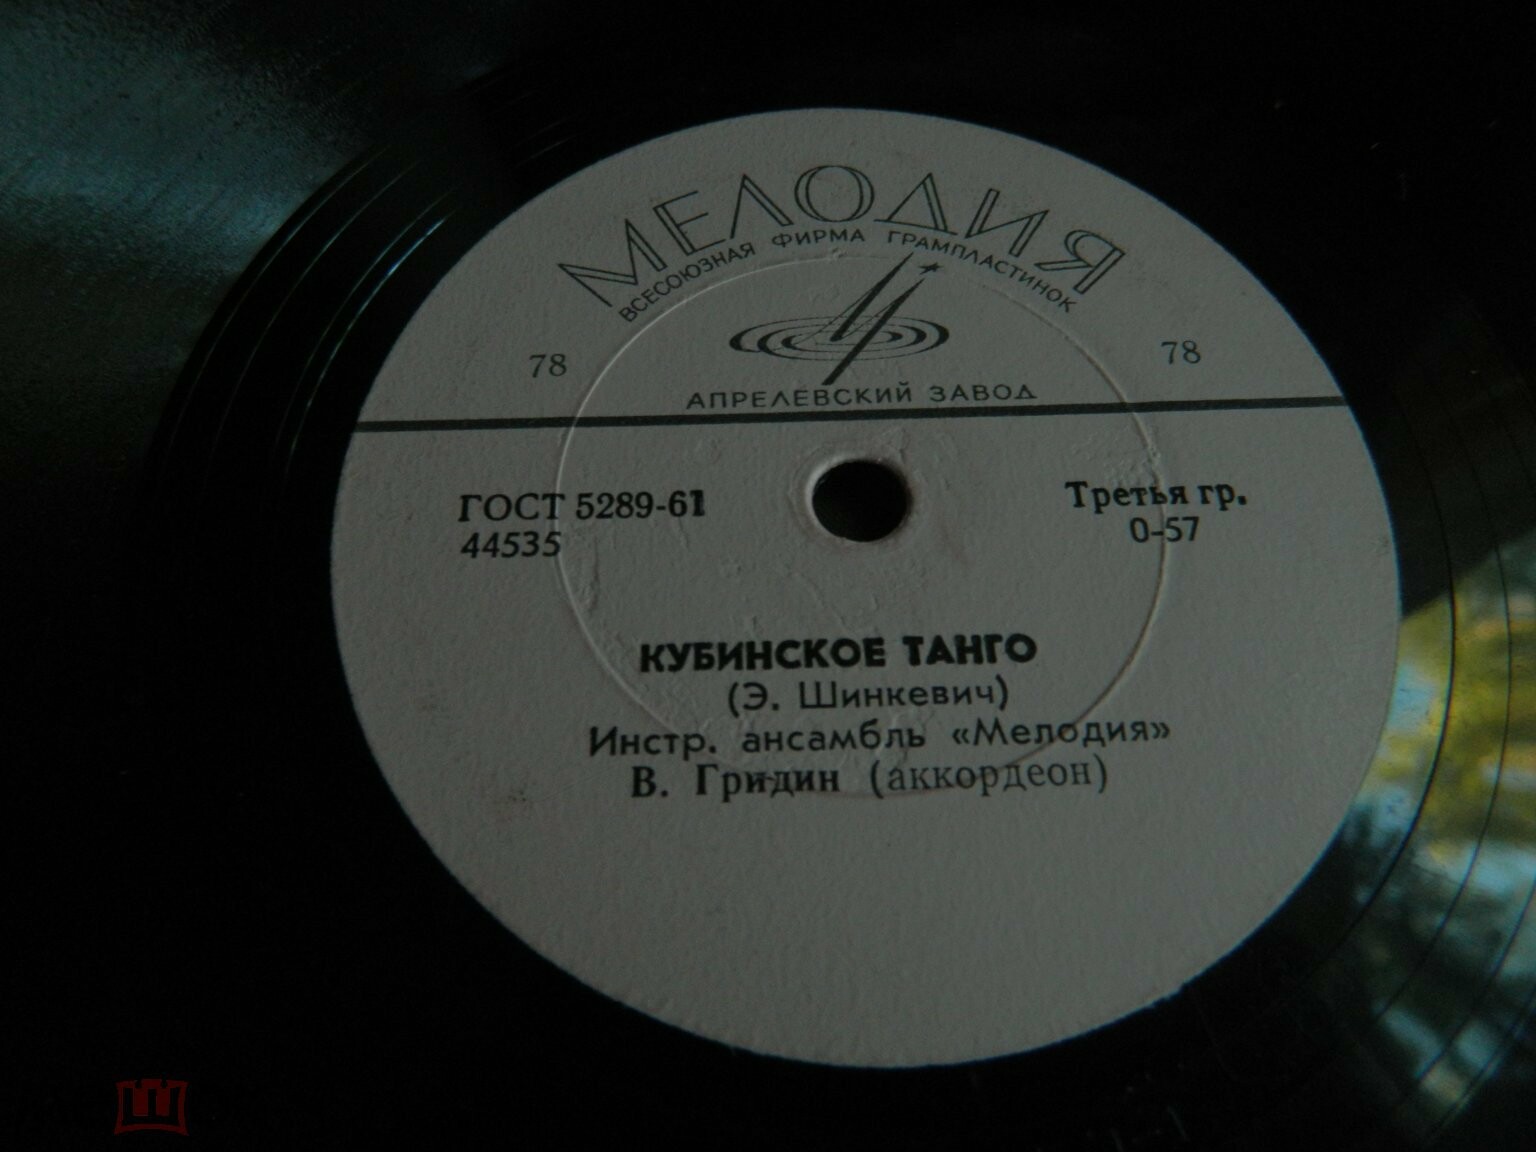 МЕЛОДИЯ
ВСЕСОЮЗНАЯ ФИРМА ГРАМПЛАСТИНОК
78 78
АПРЕЛЕВСКИЙ ЗАВОД
ГОСТ 5289-61 Третья гр.
44535 0-57
КУБИНСКОЕ ТАНГО
(Э. Шинкевич)
Инстр. ансамбль «Мелодия»
В. Гридин (аккордеон)